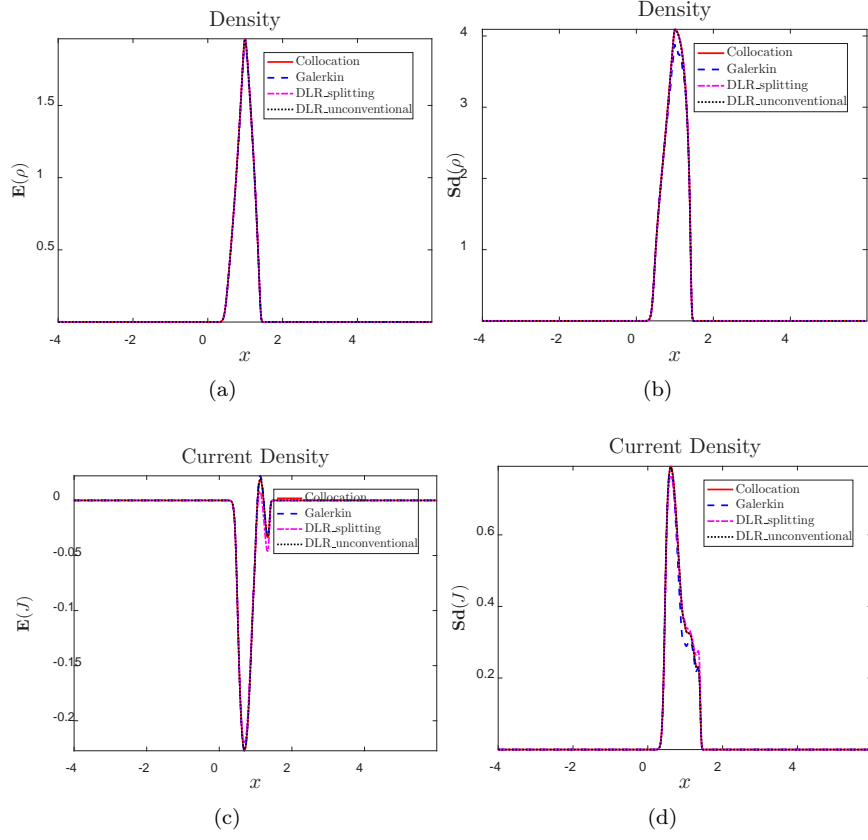 Density
E(ρ)
1.5
1
0.5
Collocation
Galerkin
DLR_splitting
DLR_unconventional
-4
-2
0
2
4
x
(a)
Density
Sd(ρ)
4
3
2
1
Collocation
Galerkin
DLR_splitting
DLR_unconventional
-4
-2
0
2
4
x
(b)
Current Density
E(J)
0
-0.05
-0.1
-0.15
-0.2
Collocation
Galerkin
DLR_splitting
DLR_unconventional
-4
-2
0
2
4
x
(c)
Current Density
Sd(J)
0.6
0.4
0.2
Collocation
Galerkin
DLR_splitting
DLR_unconventional
-4
-2
0
2
4
x
(d)